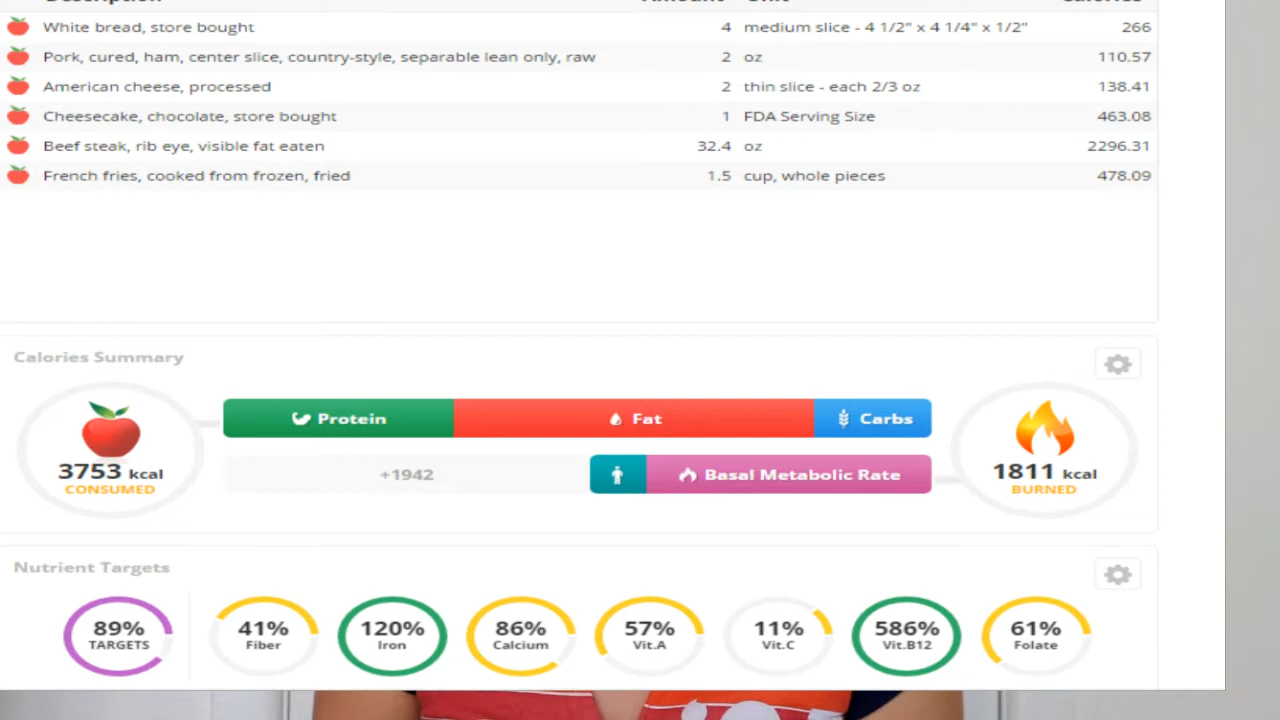 Description Amount Unit Calories
White bread, store bought 4 medium slice - 4 1/2" x 4 1/4" x 1/2" 266
Pork, cured, ham, center slice, country-style, separable lean only, raw 2 oz 110.57
American cheese, processed 2 thin slice - each 2/3 oz 138.41
Cheesecake, chocolate, store bought 1 FDA Serving Size 463.08
Beef steak, rib eye, visible fat eaten 32.4 oz 2296.31
French fries, cooked from frozen, fried 1.5 cup, whole pieces 478.09
Calories Summary
Protein Fat Carbs
3753 kcal
CONSUMED
+1942 Basal Metabolic Rate
1811 kcal
BURNED
Nutrient Targets
89% 41% 120% 86% 57% 11% 586% 61%
TARGETS Fiber Iron Calcium Vit.A Vit.C Vit.B12 Folate